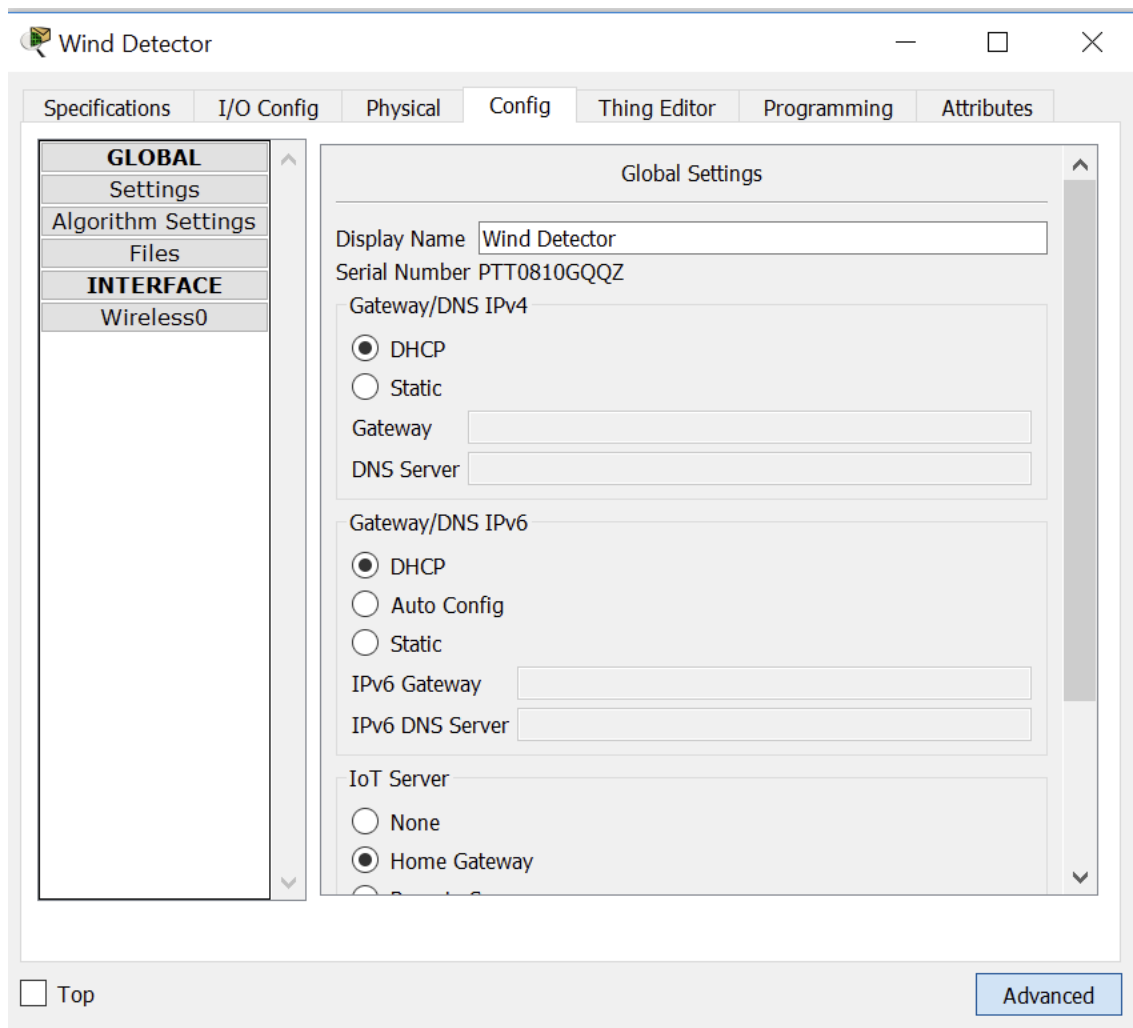 Wind Detector
Specifications I/O Config Physical Config Thing Editor Programming Attributes
GLOBAL
Settings
Algorithm Settings
Files
INTERFACE
Wireless0
Global Settings
Display Name Wind Detector
Serial Number PTT0810GQQZ
Gateway/DNS IPv4
DHCP
Static
Gateway
DNS Server
Gateway/DNS IPv6
DHCP
Auto Config
Static
IPv6 Gateway
IPv6 DNS Server
IoT Server
None
Home Gateway
Top
Advanced